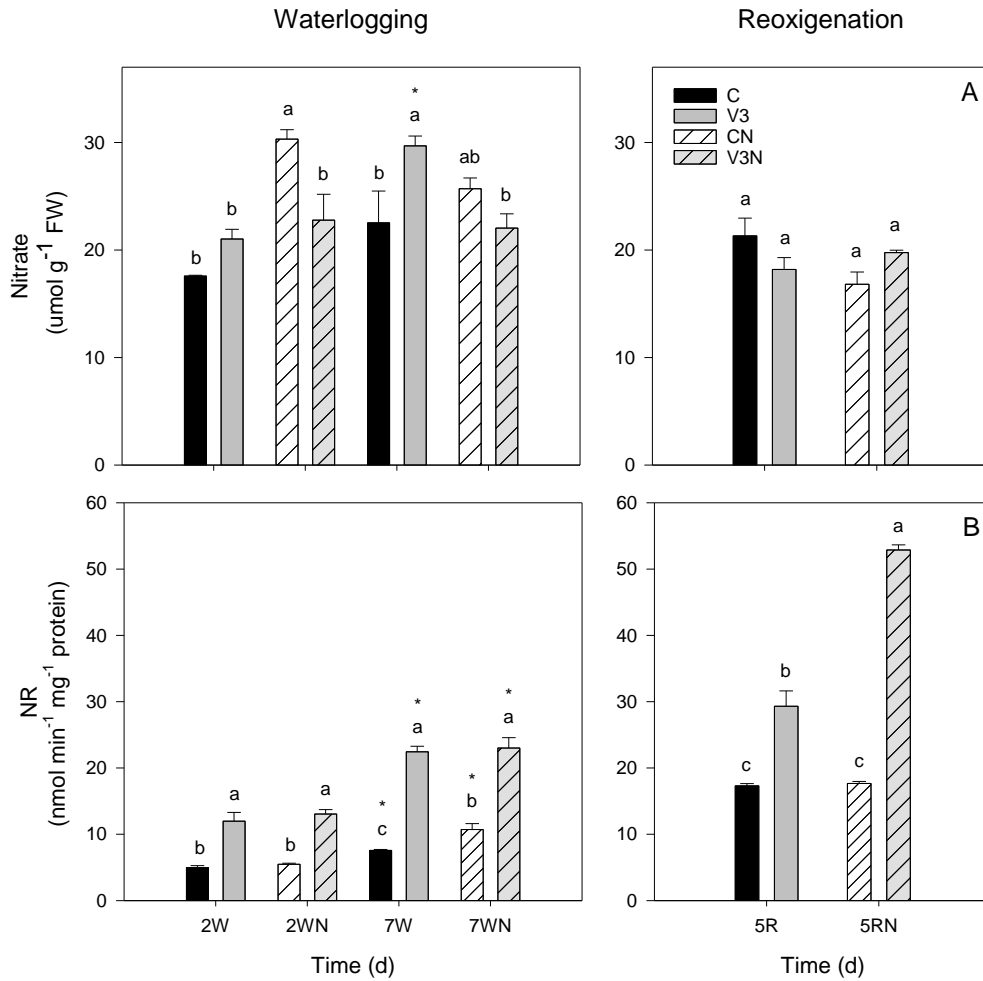 Waterlogging
Reoxigenation
Nitrate
(umol g⁻¹ FW)
30
20
10
0
b
b
a
b
b
*
a
ab
b
A
C
V3
CN
V3N
a
a
a
a
NR
(nmol min⁻¹ mg⁻¹ protein)
60
50
40
30
20
10
0
b
a
b
a
*
c
*
a
*
b
*
a
B
c
b
c
a
2W
2WN
7W
7WN
5R
5RN
Time (d)
Time (d)